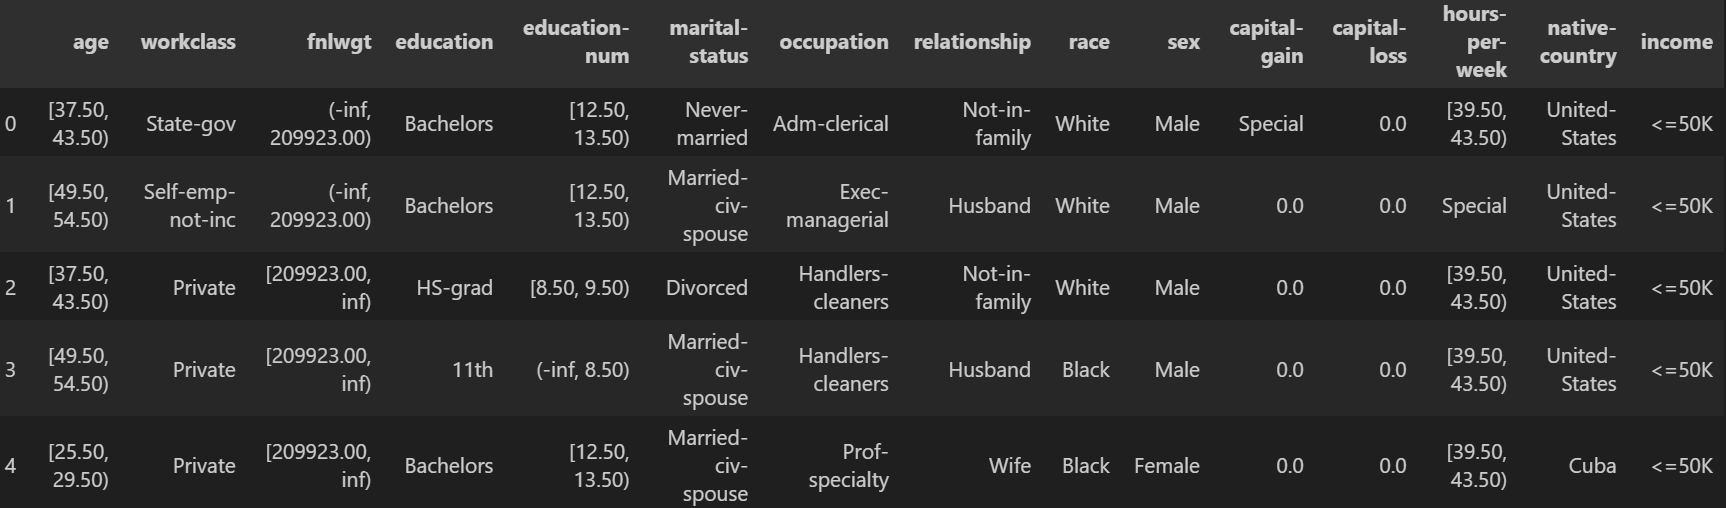 age workclass fnlwgt education education-num marital-status occupation relationship race sex capital-gain capital-loss hours-per-week native-country income
0 [37.50, 43.50) State-gov (-inf, 209923.00) Bachelors [12.50, 13.50) Never-married Adm-clerical Not-in-family White Male Special 0.0 [39.50, 43.50) United-States <=50K
1 [49.50, 54.50) Self-emp-not-inc (-inf, 209923.00) Bachelors [12.50, 13.50) Married-civ-spouse Exec-managerial Husband White Male 0.0 0.0 Special United-States <=50K
2 [37.50, 43.50) Private [209923.00, inf) HS-grad [8.50, 9.50) Divorced Handlers-cleaners Not-in-family White Male 0.0 0.0 [39.50, 43.50) United-States <=50K
3 [49.50, 54.50) Private [209923.00, inf) 11th (-inf, 8.50) Married-civ-spouse Handlers-cleaners Husband Black Male 0.0 0.0 [39.50, 43.50) United-States <=50K
4 [25.50, 29.50) Private [209923.00, inf) Bachelors [12.50, 13.50) Married-civ-spouse Prof-specialty Wife Black Female 0.0 0.0 [39.50, 43.50) Cuba <=50K